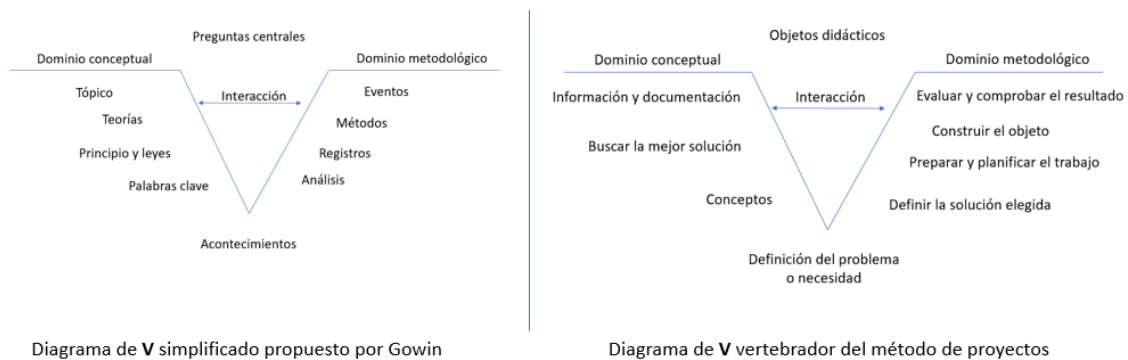 Preguntas centrales
Dominio conceptual
Dominio metodológico
Interacción
Tópico
Teorías
Principio y leyes
Palabras clave
Eventos
Métodos
Registros
Análisis
Acontecimientos
Diagrama de V simplificado propuesto por Gowin
Objetos didácticos
Dominio conceptual
Dominio metodológico
Interacción
Información y documentación
Buscar la mejor solución
Conceptos
Evaluar y comprobar el resultado
Construir el objeto
Preparar y planificar el trabajo
Definir la solución elegida
Definición del problema
o necesidad
Diagrama de V vertebrador del método de proyectos